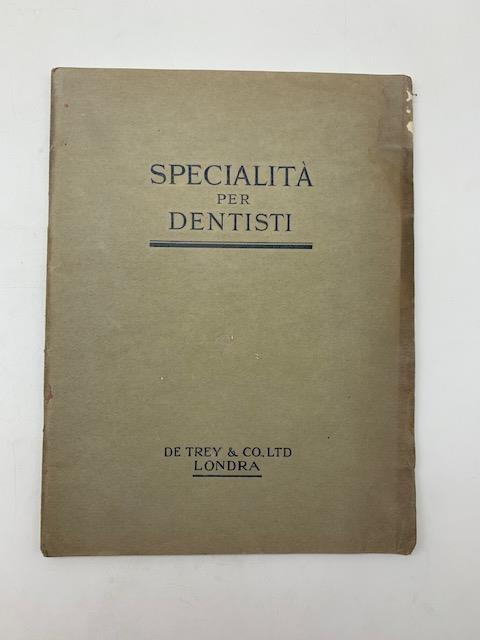 SPECIALITÀ
PER
DENTISTI
DE TREY & CO. LTD
LONDRA